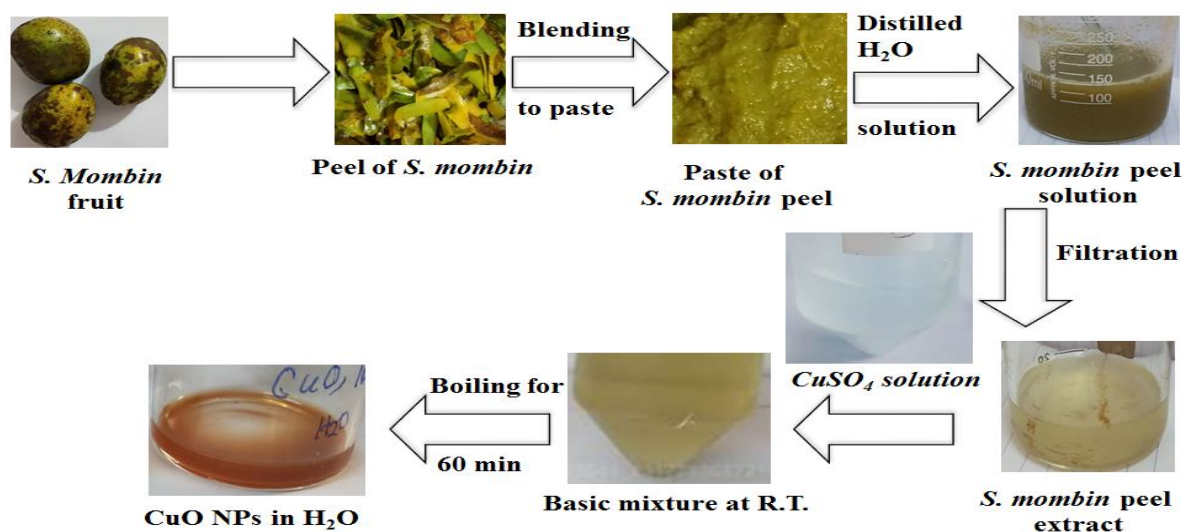 S. Mombin
fruit
Peel of S. mombin
Blending
to paste
Paste of
S. mombin peel
Distilled
H₂O
solution
250
200
150
100
S. mombin peel
solution
Filtration
CuSO₄ solution
S. mombin peel
extract
Basic mixture at R.T.
Boiling for
60 min
CuO
H₂O
CuO NPs in H₂O